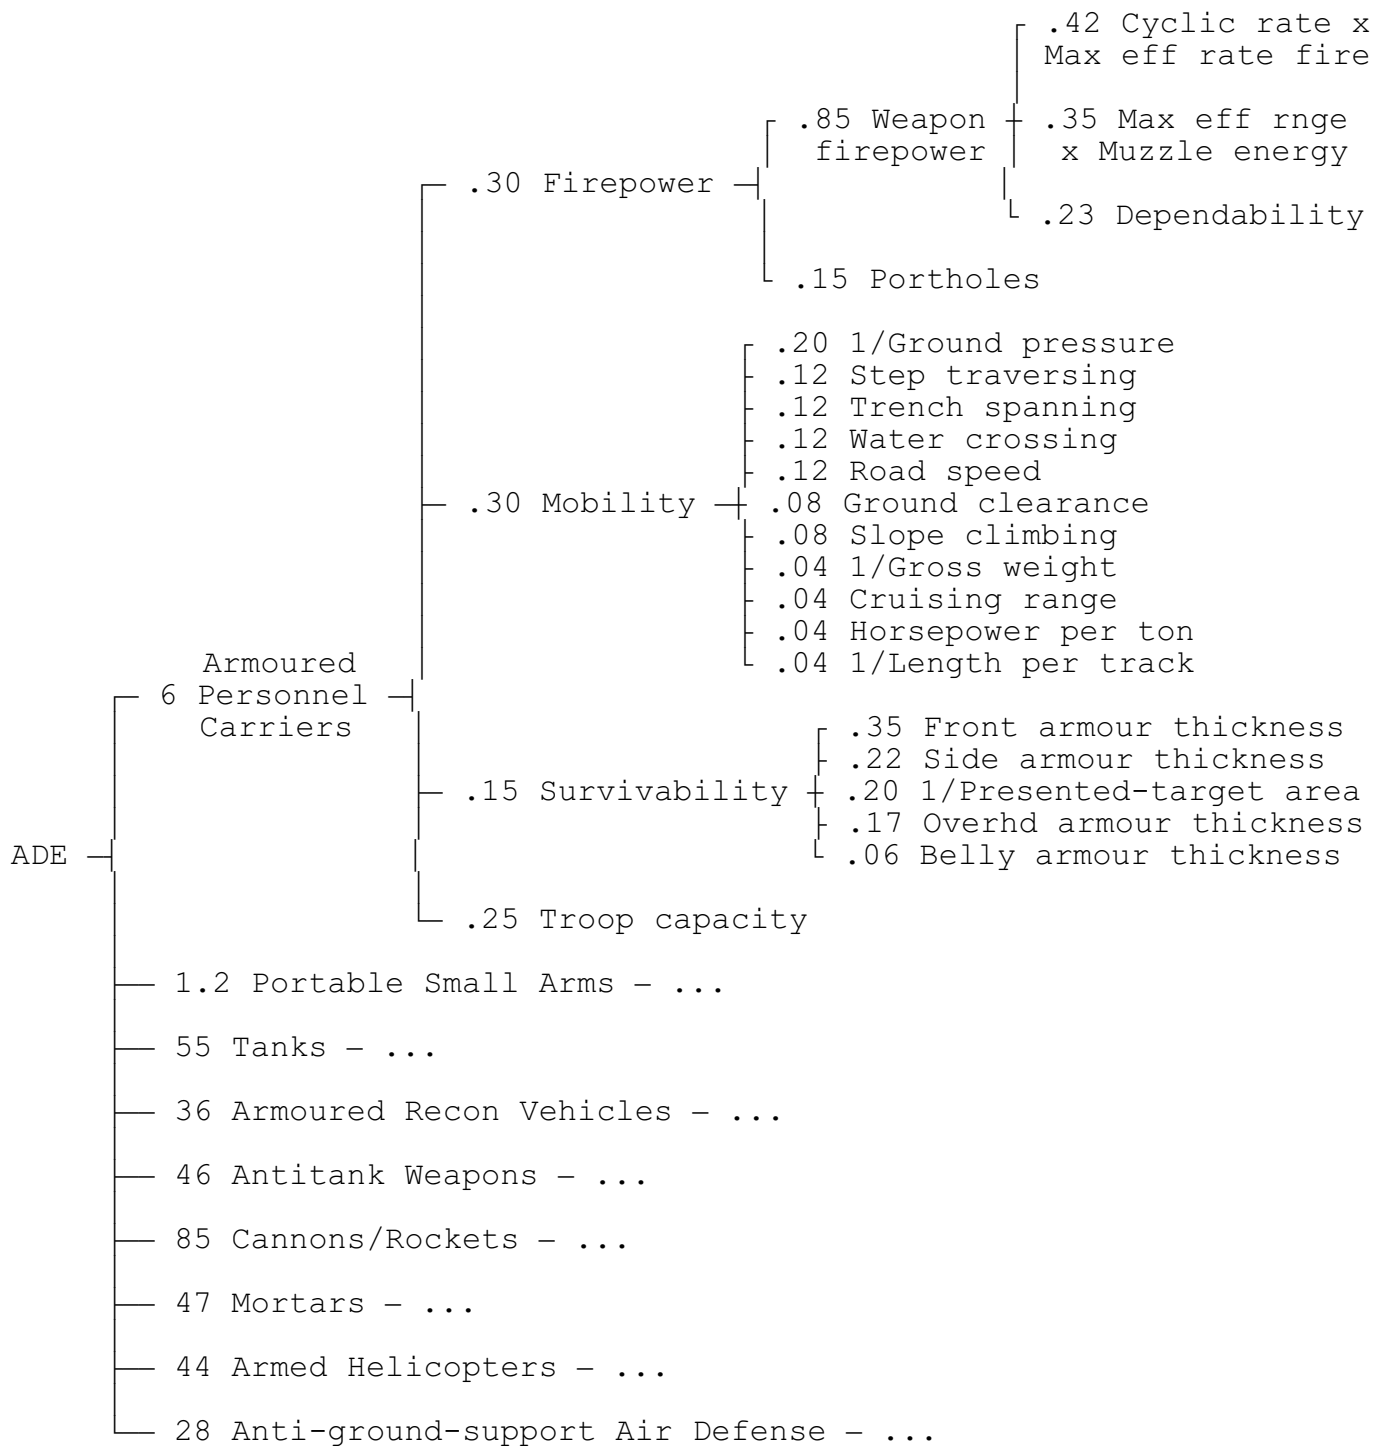 .42 Cyclic rate x
Max eff rate fire
.85 Weapon
firepower
.35 Max eff rnge
x Muzzle energy
.30 Firepower
.23 Dependability
.15 Portholes
.20 1/Ground pressure
.12 Step traversing
.12 Trench spanning
.12 Water crossing
.12 Road speed
.30 Mobility
.08 Ground clearance
.08 Slope climbing
.04 1/Gross weight
.04 Cruising range
.04 Horsepower per ton
.04 1/Length per track
Armoured
6 Personnel
Carriers
.35 Front armour thickness
.22 Side armour thickness
.15 Survivability
.20 1/Presented-target area
.17 Overhd armour thickness
.06 Belly armour thickness
ADE
.25 Troop capacity
1.2 Portable Small Arms – ...
55 Tanks – ...
36 Armoured Recon Vehicles – ...
46 Antitank Weapons – ...
85 Cannons/Rockets – ...
47 Mortars – ...
44 Armed Helicopters – ...
28 Anti-ground-support Air Defense – ...